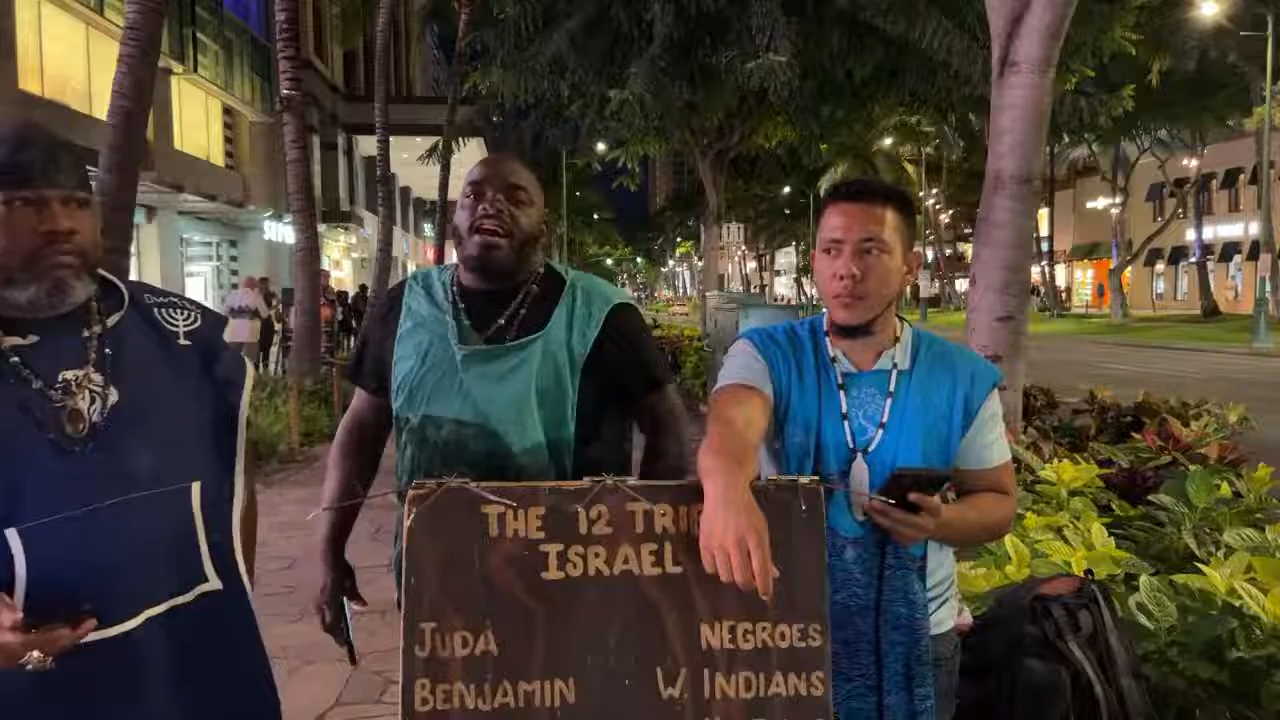 THE 12
ISRAEL
JUDA NEGROES
BENJAMIN W. INDIANS